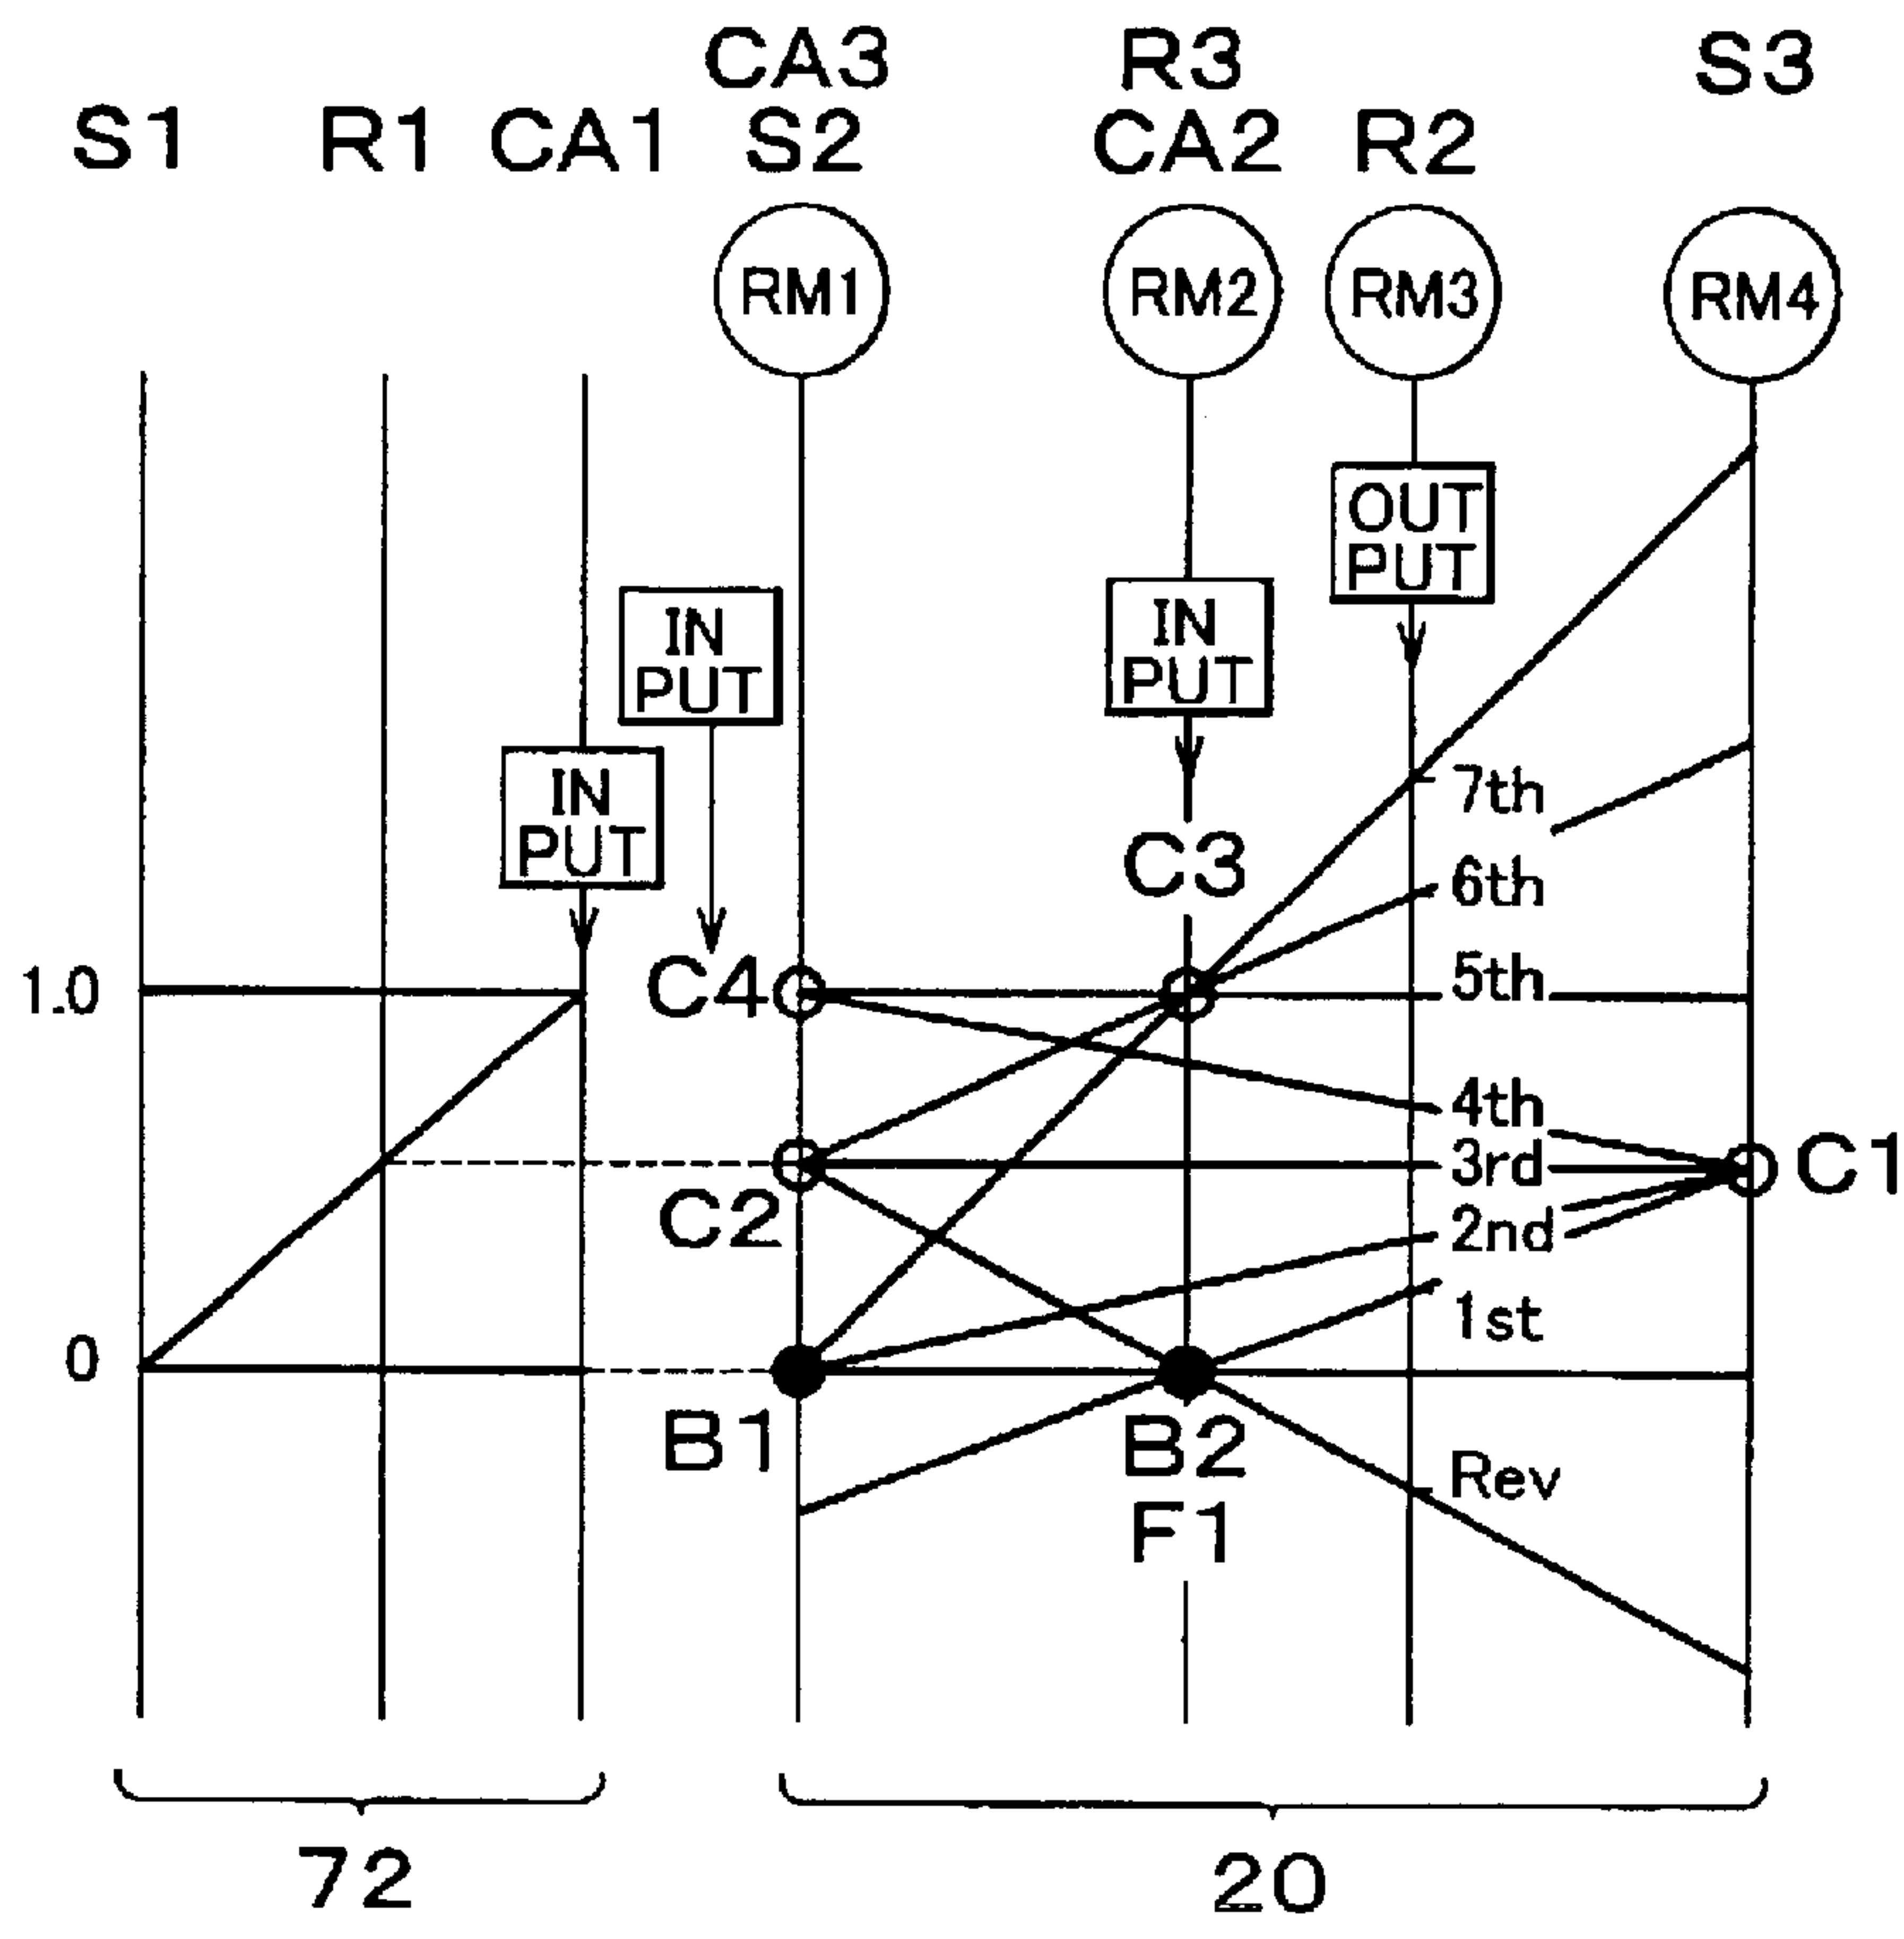 CA3 R3 S3
S1 R1 CA1 S2 CA2 R2
RM1 RM2 RM3 RM4
OUT
PUT
IN
PUT
IN
PUT
IN
PUT
7th
C3
6th
1.0 C4 5th
4th
3rd C1
C2 2nd
1st
0
B1 B2
Rev
F1
72 20